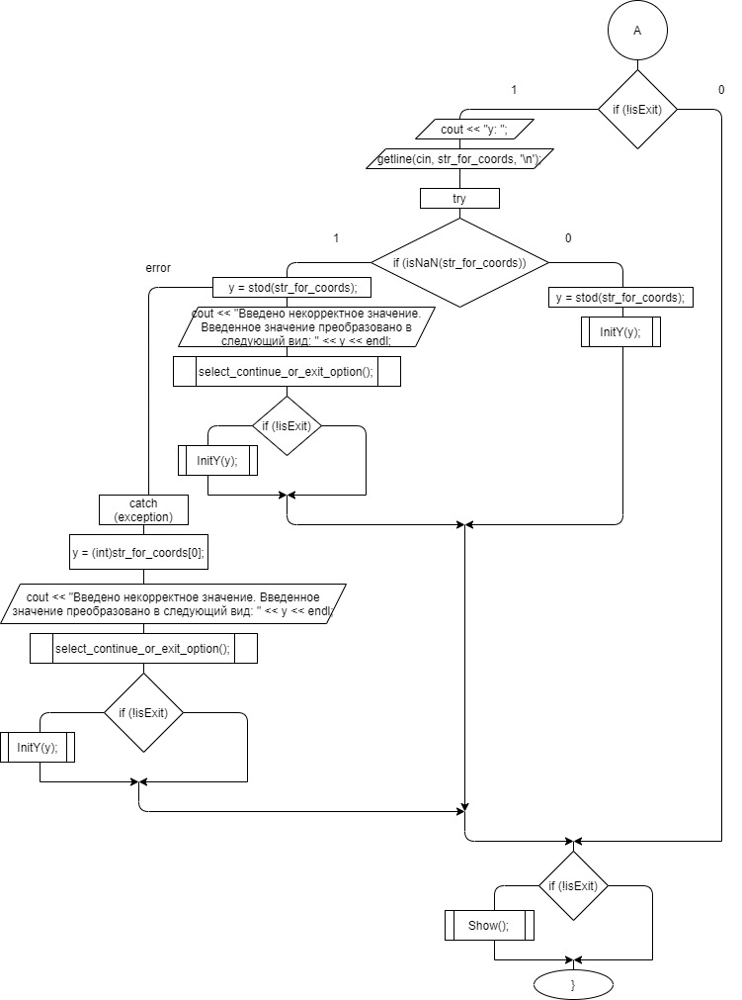 A
1
0
if (!isExit)
cout << "y: ";
getline(cin, str_for_coords, '\n');
try
1
0
if (isNaN(str_for_coords))
error
y = stod(str_for_coords);
y = stod(str_for_coords);
cout << "Введено некорректное значение.
Введенное значение преобразовано в
следующий вид: " << y << endl;
InitY(y);
select_continue_or_exit_option();
if (!isExit)
InitY(y);
catch
(exception)
y = (int)str_for_coords[0];
cout << "Введено некорректное значение. Введенное
значение преобразовано в следующий вид: " << y << endl;
select_continue_or_exit_option();
if (!isExit)
InitY(y);
if (!isExit)
Show();
}